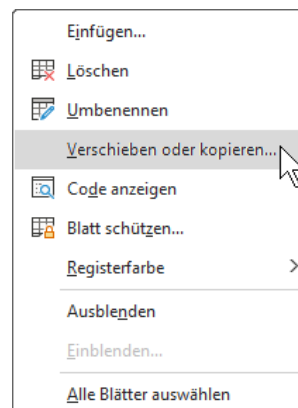 Einfügen...
Löschen
Umbenennen
Verschieben oder kopieren...
Code anzeigen
Blatt schützen...
Registerfarbe
Ausblenden
Einblenden...
Alle Blätter auswählen